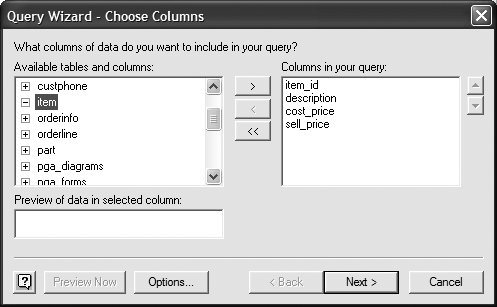 Query Wizard - Choose Columns
What columns of data do you want to include in your query?
Available tables and columns:
custphone
item
orderinfo
orderline
part
pga_diagrams
pga_forms
>
<
<<
Columns in your query:
item_id
description
cost_price
sell_price
Preview of data in selected column:
?
Preview Now
Options...
< Back
Next >
Cancel